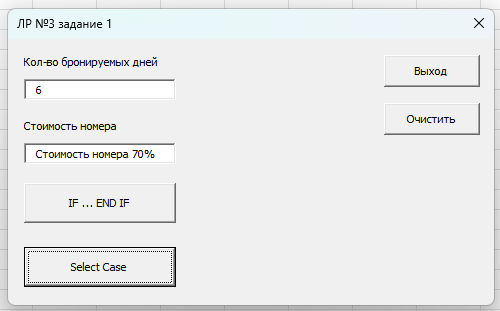 ЛР №3 задание 1
Кол-во бронируемых дней
6
Выход
Стоимость номера
Очистить
Стоимость номера 70%
IF ... END IF
Select Case